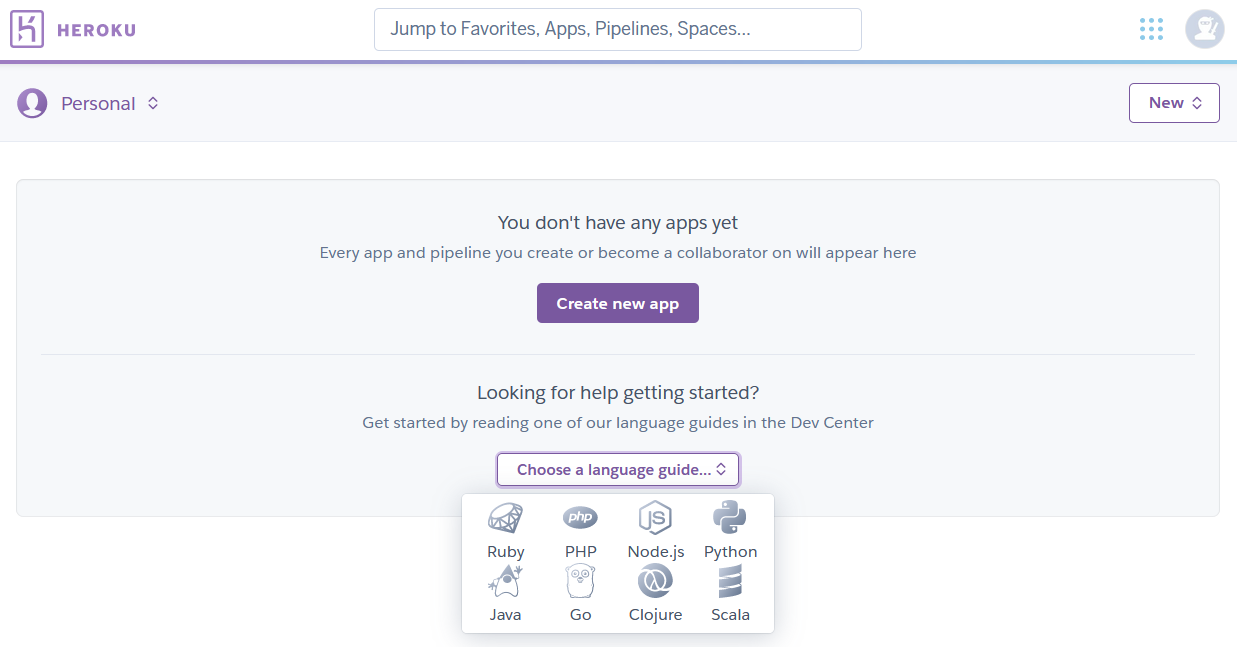 HEROKU
Jump to Favorites, Apps, Pipelines, Spaces...
Personal
New
You don't have any apps yet
Every app and pipeline you create or become a collaborator on will appear here
Create new app
Looking for help getting started?
Get started by reading one of our language guides in the Dev Center
Choose a language guide...
php JS
Ruby PHP Node.js Python
Java Go Clojure Scala